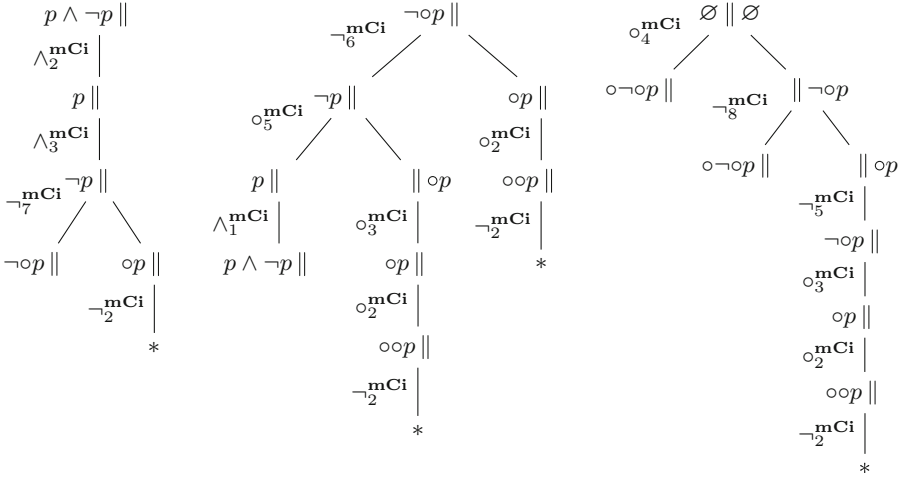 p ∧ ¬p ∥
∧₂^mCi
p ∥
∧₃^mCi
¬p ∥
¬₇^mCi
¬∘p ∥ ∘p ∥
¬₂^mCi
*
¬∘p ∥
¬₆^mCi
¬p ∥ ∘p ∥
∘₅^mCi ∘₂^mCi
p ∥ ∥ ∘p ∘∘p ∥
∧₁^mCi ∘₃^mCi ¬₂^mCi
p ∧ ¬p ∥ ∘p ∥ *
∘₂^mCi
∘∘p ∥
¬₂^mCi
*
∅ ∥ ∅
∘₄^mCi
∘¬∘p ∥ ∥ ¬∘p
¬₈^mCi
∘¬∘p ∥ ∥ ∘p
¬₅^mCi
¬∘p ∥
∘₃^mCi
∘p ∥
∘₂^mCi
∘∘p ∥
¬₂^mCi
*